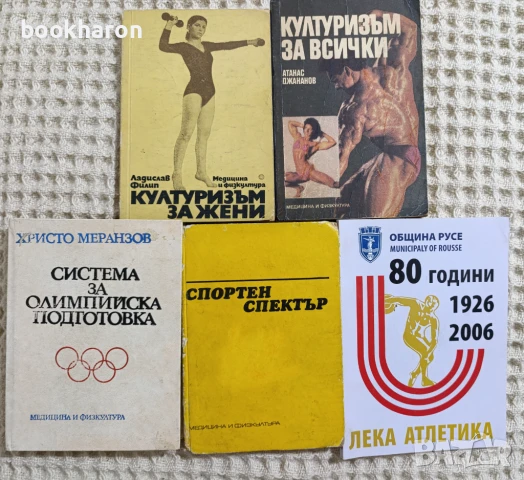 bookharon
Ладислав
Филип
Медицина
и физкултура
КУЛТУРИЗЪМ
ЗА ЖЕНИ
КУЛТУРИЗЪМ
ЗА ВСИЧКИ
АТАНАС
ДЖАНАНОВ
МЕДИЦИНА И ФИЗКУЛТУРА
ХРИСТО МЕРАНЗОВ
СИСТЕМА
ЗА
ОЛИМПИЙСКА
ПОДГОТОВКА
МЕДИЦИНА И ФИЗКУЛТУРА
СПОРТЕН
СПЕКТЪР
МЕДИЦИНА И ФИЗКУЛТУРА
ОБЩИНА РУСЕ
MUNICIPALY OF ROUSSE
80 ГОДИНИ
1926
2006
ЛЕКА АТЛЕТИКА
BAZAR